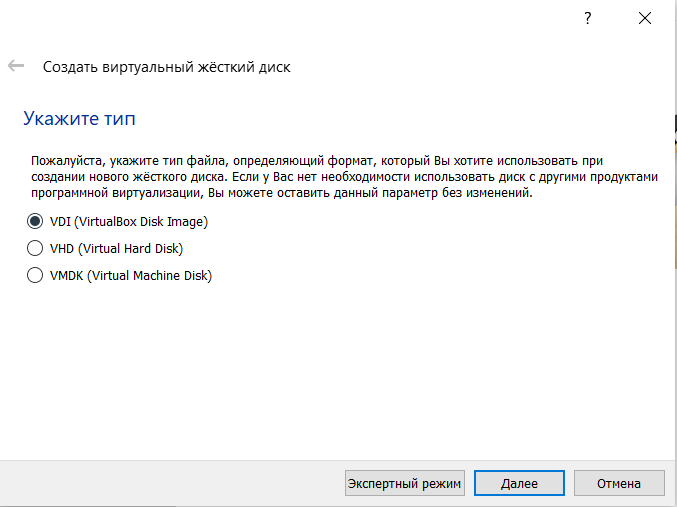 ?
Создать виртуальный жёсткий диск
Укажите тип
Пожалуйста, укажите тип файла, определяющий формат, который Вы хотите использовать при
создании нового жёсткого диска. Если у Вас нет необходимости использовать диск с другими продуктами
программной виртуализации, Вы можете оставить данный параметр без изменений.
VDI (VirtualBox Disk Image)
VHD (Virtual Hard Disk)
VMDK (Virtual Machine Disk)
Экспертный режим Далее Отмена